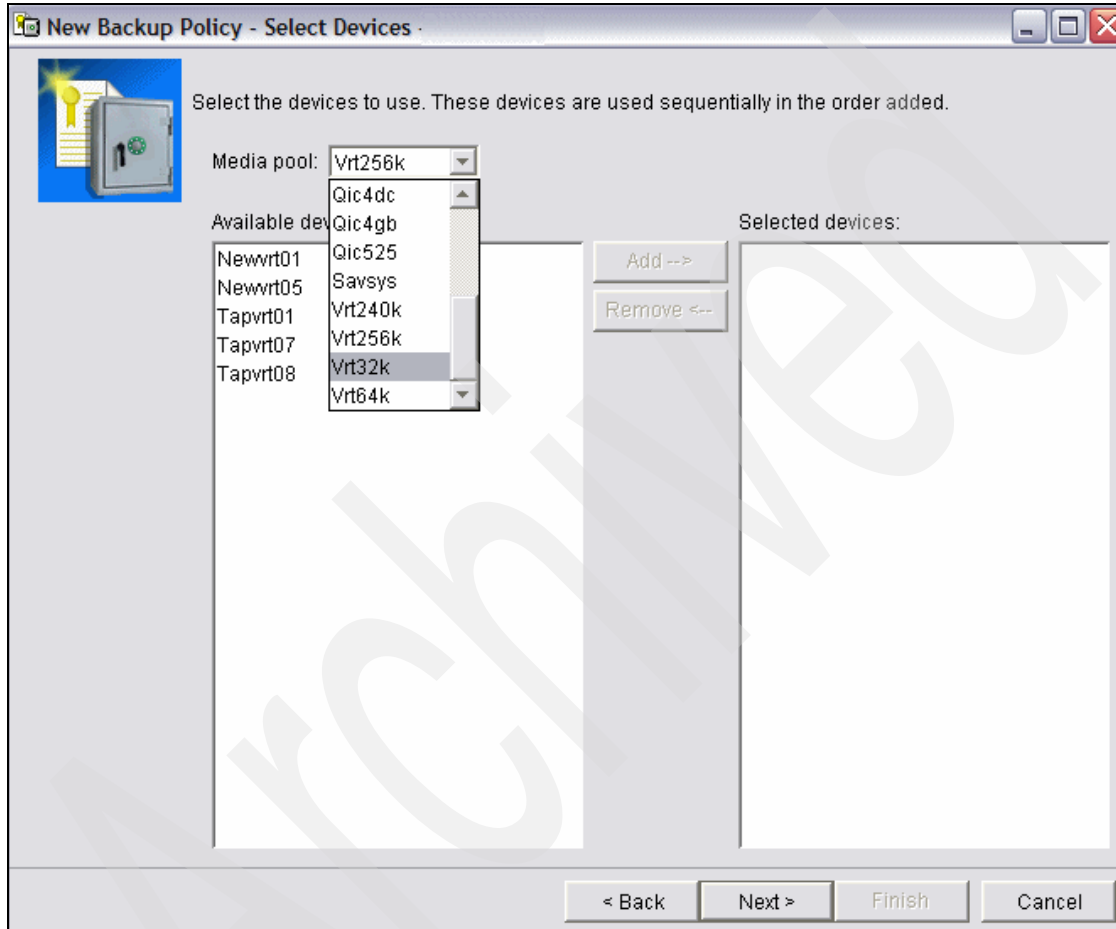 New Backup Policy - Select Devices -
Select the devices to use. These devices are used sequentially in the order added.
Media pool: Vrt256k
Qic4dc
Qic4gb
Qic525
Savsys
Vrt240k
Vrt256k
Vrt32k
Vrt64k
Available dev
Newvrt01
Newvrt05
Tapvrt01
Tapvrt07
Tapvrt08
Add -->
Remove <--
Selected devices:
< Back Next > Finish Cancel
Archived